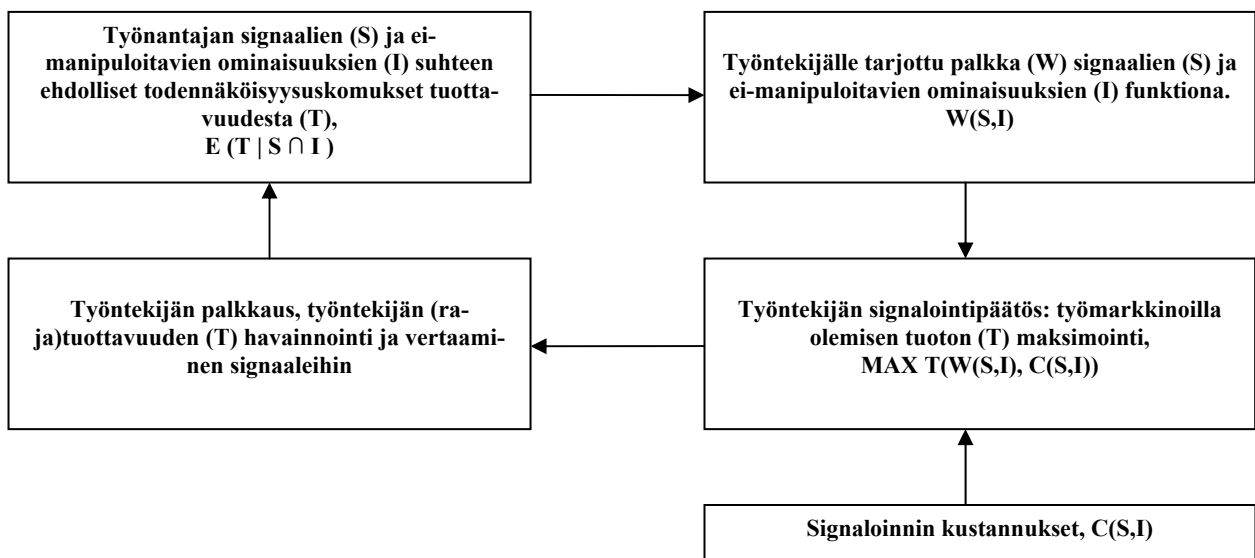 Työnantajan signaalien (S) ja ei-
manipuloitavien ominaisuuksien (I) suhteen
ehdolliset todennäköisyysuskomukset tuotta-
vuudesta (T),
E (T | S ∩ I )
Työntekijälle tarjottu palkka (W) signaalien (S) ja
ei-manipuloitavien ominaisuuksien (I) funktiona.
W(S,I)
Työntekijän palkkaus, työntekijän (ra-
ja)tuottavuuden (T) havainnointi ja vertaami-
nen signaaleihin
Työntekijän signalointipäätös: työmarkkinoilla
olemisen tuoton (T) maksimointi,
MAX T(W(S,I), C(S,I))
Signaloinnin kustannukset, C(S,I)